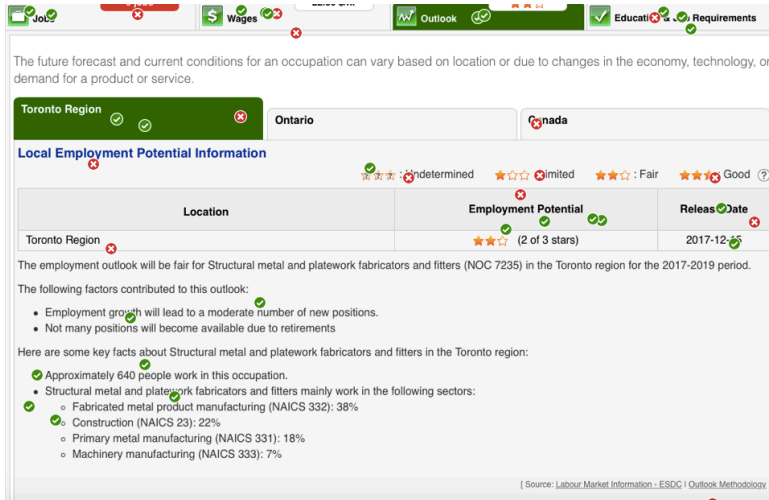 Jobs
Wages
Outlook
Education & Job Requirements
The future forecast and current conditions for an occupation can vary based on location or due to changes in the economy, technology, or
demand for a product or service.
Toronto Region
Ontario
Canada
Local Employment Potential Information
: Undetermined
: Limited
: Fair
: Good
Location
Employment Potential
Release Date
Toronto Region
(2 of 3 stars)
2017-12-15
The employment outlook will be fair for Structural metal and platework fabricators and fitters (NOC 7235) in the Toronto region for the 2017-2019 period.
The following factors contributed to this outlook:
Employment growth will lead to a moderate number of new positions.
Not many positions will become available due to retirements
Here are some key facts about Structural metal and platework fabricators and fitters in the Toronto region:
Approximately 640 people work in this occupation.
Structural metal and platework fabricators and fitters mainly work in the following sectors:
Fabricated metal product manufacturing (NAICS 332): 38%
Construction (NAICS 23): 22%
Primary metal manufacturing (NAICS 331): 18%
Machinery manufacturing (NAICS 333): 7%
[ Source: Labour Market Information - ESDC | Outlook Methodology